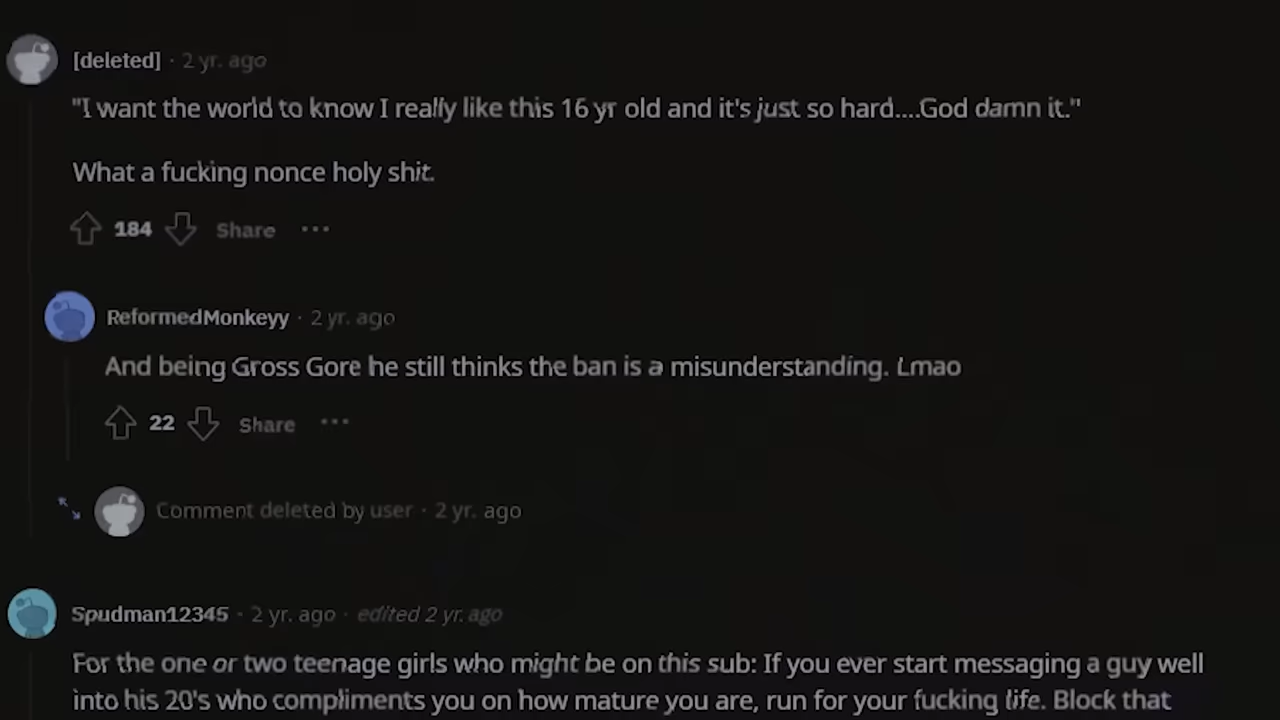 [deleted] · 2 yr. ago
"I want the world to know I really like this 16 yr old and it's just so hard....God damn it."
What a fucking nonce holy shit.
184 Share ···
ReformedMonkeyy · 2 yr. ago
And being Gross Gore he still thinks the ban is a misunderstanding. Lmao
22 Share ···
Comment deleted by user · 2 yr. ago
Spudman12345 · 2 yr. ago · edited 2 yr. ago
For the one or two teenage girls who might be on this sub: If you ever start messaging a guy well
into his 20's who compliments you on how mature you are, run for your fucking life. Block that